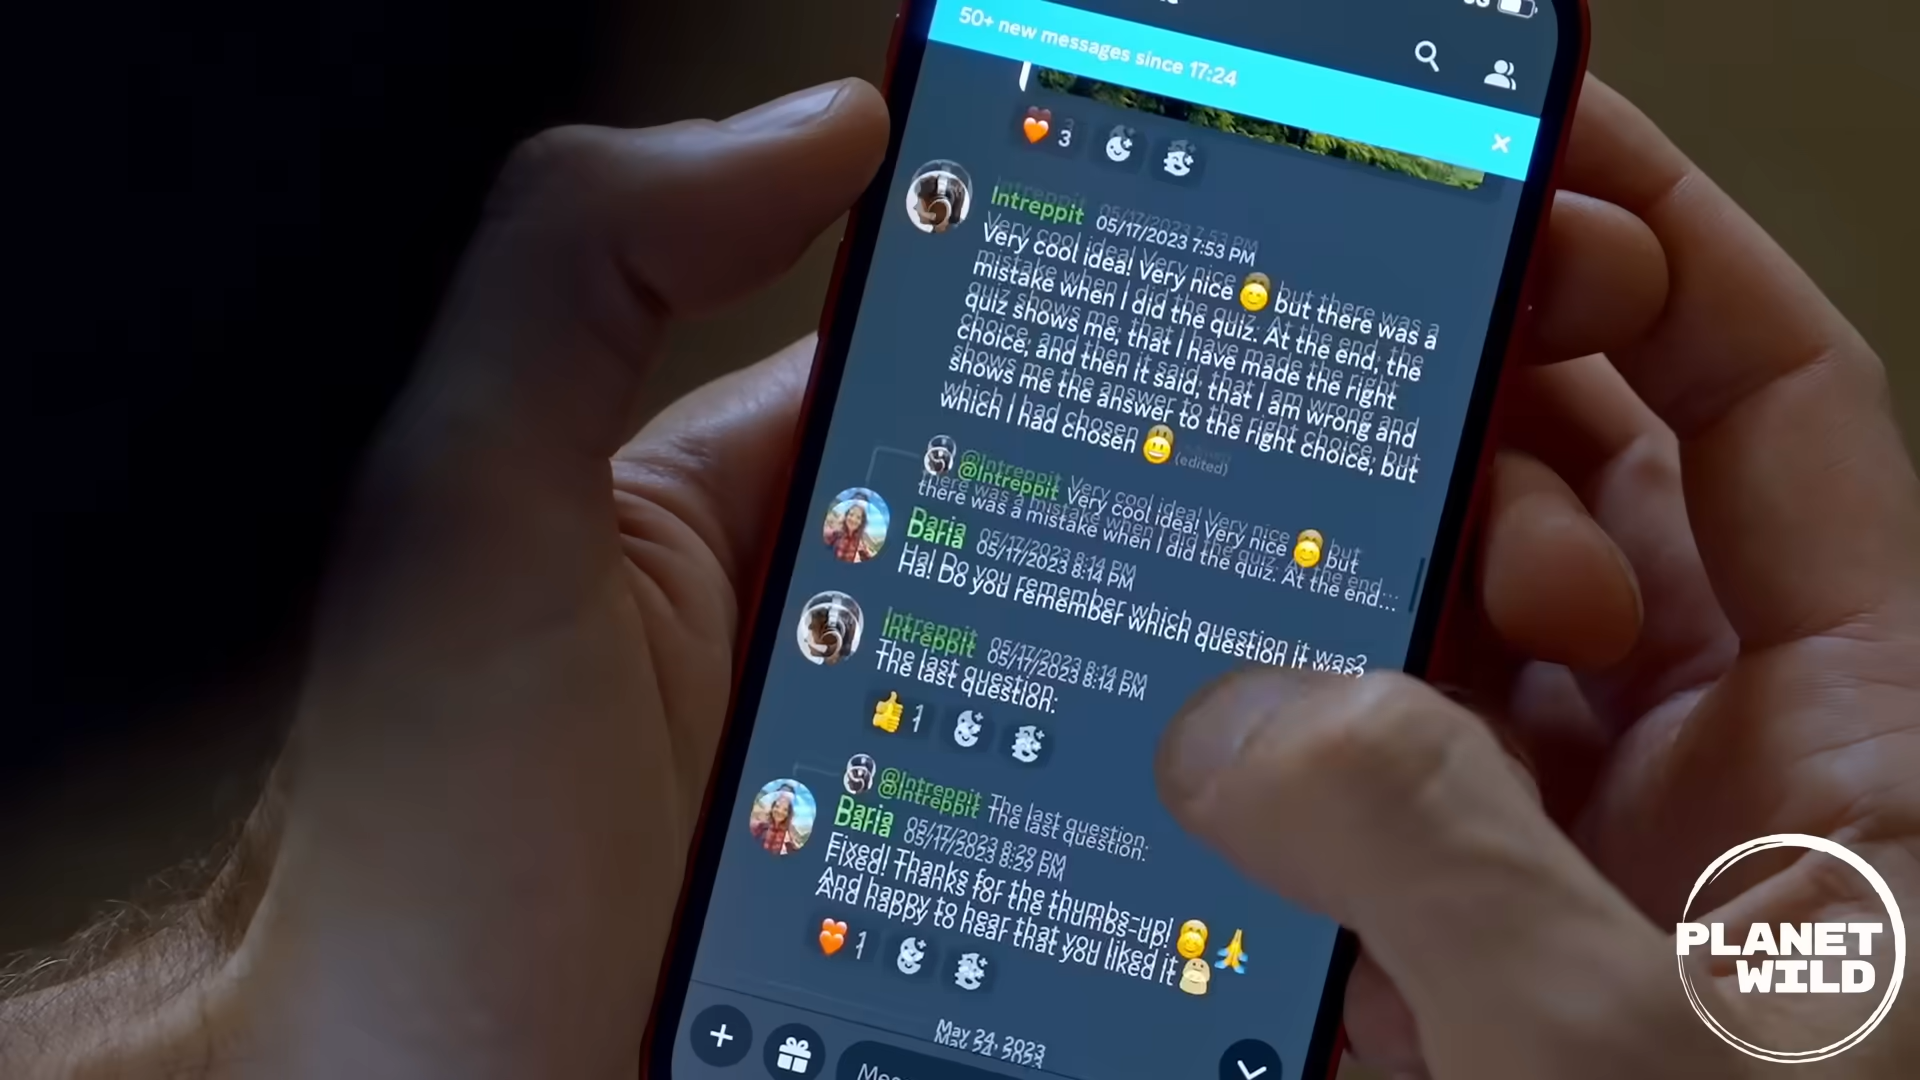 50+ new messages since 17:24
3
Intreppit 05/17/2023 7:53 PM
Very cool idea! Very nice 😊 but there was a
mistake when I did the quiz. At the end, the
quiz shows me, that I have made the right
choice, and then it said, that I am wrong and
shows me the answer to the right choice, but
which I had chosen 😃 (edited)
@Intreppit Very cool idea! Very nice 😊 but
there was a mistake when I did the quiz. At the end...
Daria 05/17/2023 8:14 PM
Ha! Do you remember which question it was?
Intreppit 05/17/2023 8:14 PM
The last question.
1
@Intreppit The last question.
Daria 05/17/2023 8:29 PM
Fixed! Thanks for the thumbs-up! 😊 🙏
And happy to hear that you liked it
1
May 24, 2023
PLANET
WILD